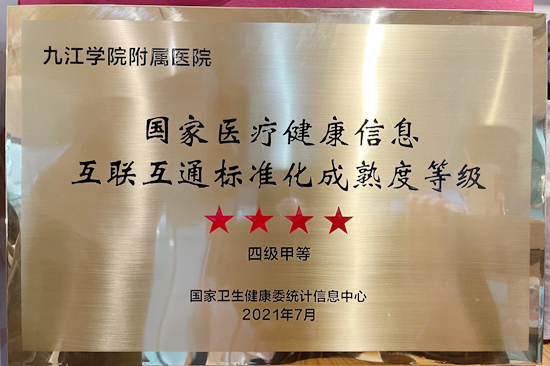 九江学院附属医院
国家医疗健康信息
互联互通标准化成熟度等级
四级甲等
国家卫生健康委统计信息中心
2021年7月